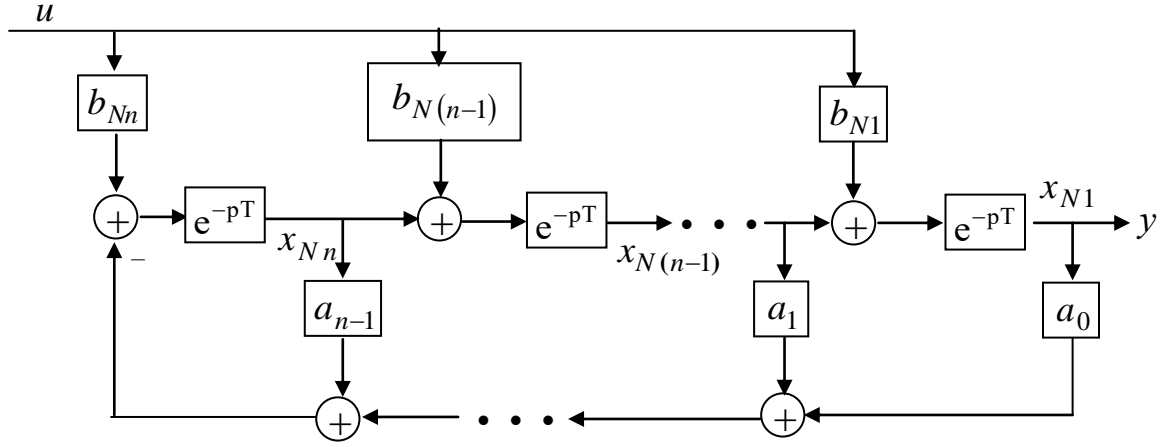 u
b_{Nn}
b_{N(n−1)}
b_{N1}
+
e^{−pT}
+
e^{−pT}
• • •
+
e^{−pT}
x_{N1}
y
−
x_{Nn}
x_{N(n−1)}
a_{n−1}
a_1
a_0
+
• • •
+